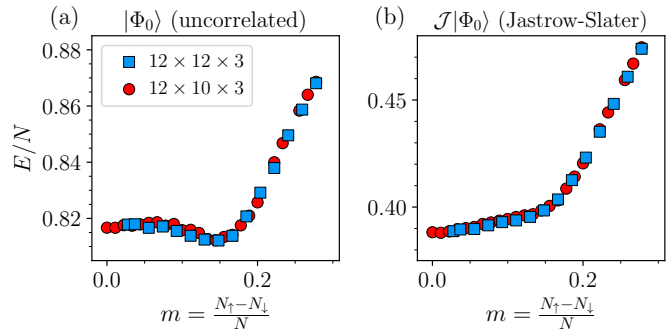 (a) |Φ₀⟩ (uncorrelated)
0.88
0.86
0.84
0.82
E/N
12 × 12 × 3
12 × 10 × 3
0.0 0.2
m = (N↑−N↓)/N
(b) 𝒥|Φ₀⟩ (Jastrow-Slater)
0.45
0.40
0.0 0.2
m = (N↑−N↓)/N